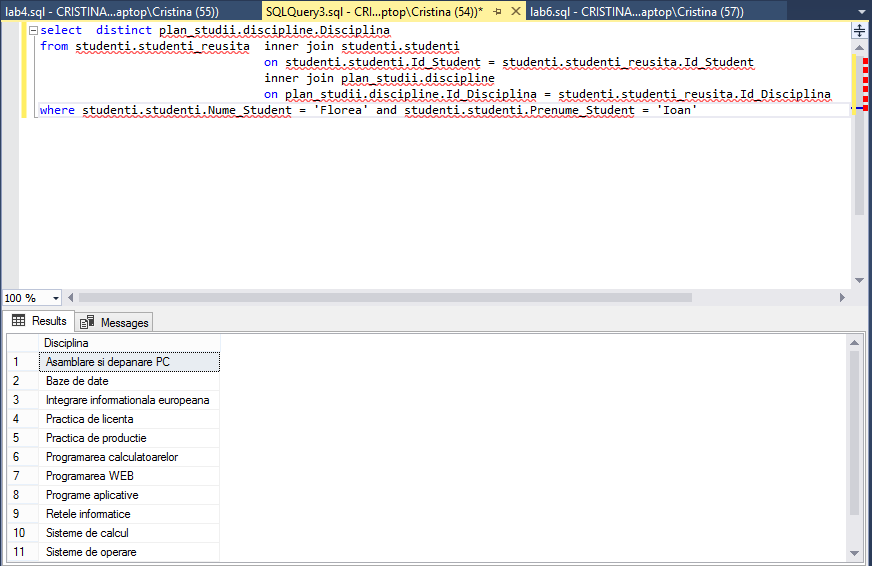 lab4.sql - CRISTINA...aptop\Cristina (55))
SQLQuery3.sql - CRI...ptop\Cristina (54))*
lab6.sql - CRISTINA...aptop\Cristina (57))
select distinct plan_studii.discipline.Disciplina
from studenti.studenti_reusita inner join studenti.studenti
on studenti.studenti.Id_Student = studenti.studenti_reusita.Id_Student
inner join plan_studii.discipline
on plan_studii.discipline.Id_Disciplina = studenti.studenti_reusita.Id_Disciplina
where studenti.studenti.Nume_Student = 'Florea' and studenti.studenti.Prenume_Student = 'Ioan'
100 %
Results Messages
Disciplina
1 Asamblare si depanare PC
2 Baze de date
3 Integrare informationala europeana
4 Practica de licenta
5 Practica de productie
6 Programarea calculatoarelor
7 Programarea WEB
8 Programe aplicative
9 Retele informatice
10 Sisteme de calcul
11 Sisteme de operare